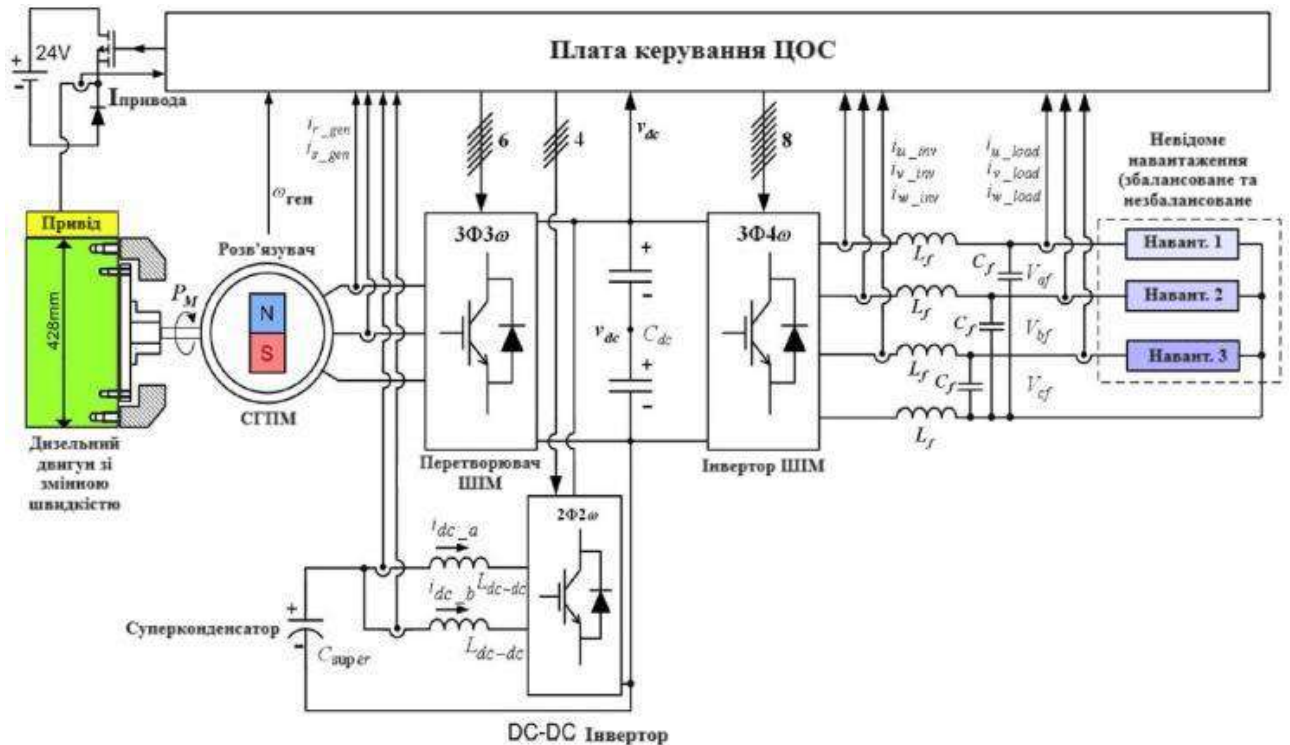 Плата керування ЦОС
24V
+
-
Iпривода
i_r_gen
i_s_gen
6
4
v_dc
8
i_u_inv
i_v_inv
i_w_inv
i_u_load
i_v_load
i_w_load
Невідоме
навантаження
(збалансоване та
незбалансоване
ωген
Привід
428mm
P_M
Розв'язувач
N
S
СГПМ
Дизельний
двигун зі
змінною
швидкістю
3Ф3ω
Перетворювач
ШІМ
+
-
v_dc
C_dc
+
-
3Ф4ω
Інвертор ШІМ
L_f
L_f
L_f
L_f
C_f
C_f
C_f
V_af
V_bf
V_cf
Навант. 1
Навант. 2
Навант. 3
2Ф2ω
i_dc_a
L_dc-dc
i_dc_b
L_dc-dc
Суперконденсатор
+
-
C_super
DC-DC Інвертор